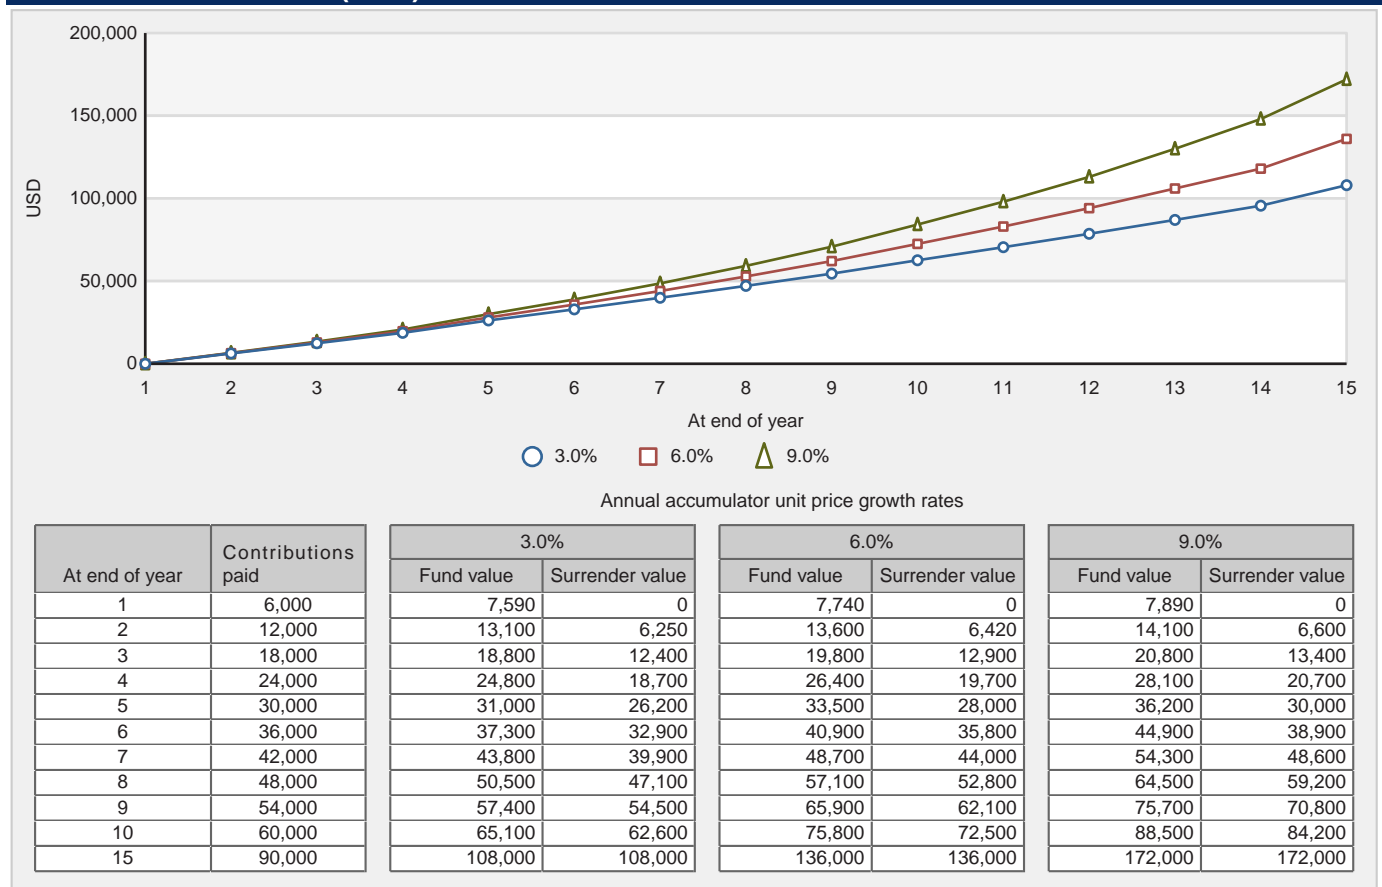 200,000
150,000
100,000
50,000
0
USD
1 2 3 4 5 6 7 8 9 10 11 12 13 14 15
At end of year
3.0% 6.0% 9.0%
Annual accumulator unit price growth rates
At end of year Contributions paid 3.0% 6.0% 9.0%
Fund value Surrender value Fund value Surrender value Fund value Surrender value
1 6,000 7,590 0 7,740 0 7,890 0
2 12,000 13,100 6,250 13,600 6,420 14,100 6,600
3 18,000 18,800 12,400 19,800 12,900 20,800 13,400
4 24,000 24,800 18,700 26,400 19,700 28,100 20,700
5 30,000 31,000 26,200 33,500 28,000 36,200 30,000
6 36,000 37,300 32,900 40,900 35,800 44,900 38,900
7 42,000 43,800 39,900 48,700 44,000 54,300 48,600
8 48,000 50,500 47,100 57,100 52,800 64,500 59,200
9 54,000 57,400 54,500 65,900 62,100 75,700 70,800
10 60,000 65,100 62,600 75,800 72,500 88,500 84,200
15 90,000 108,000 108,000 136,000 136,000 172,000 172,000